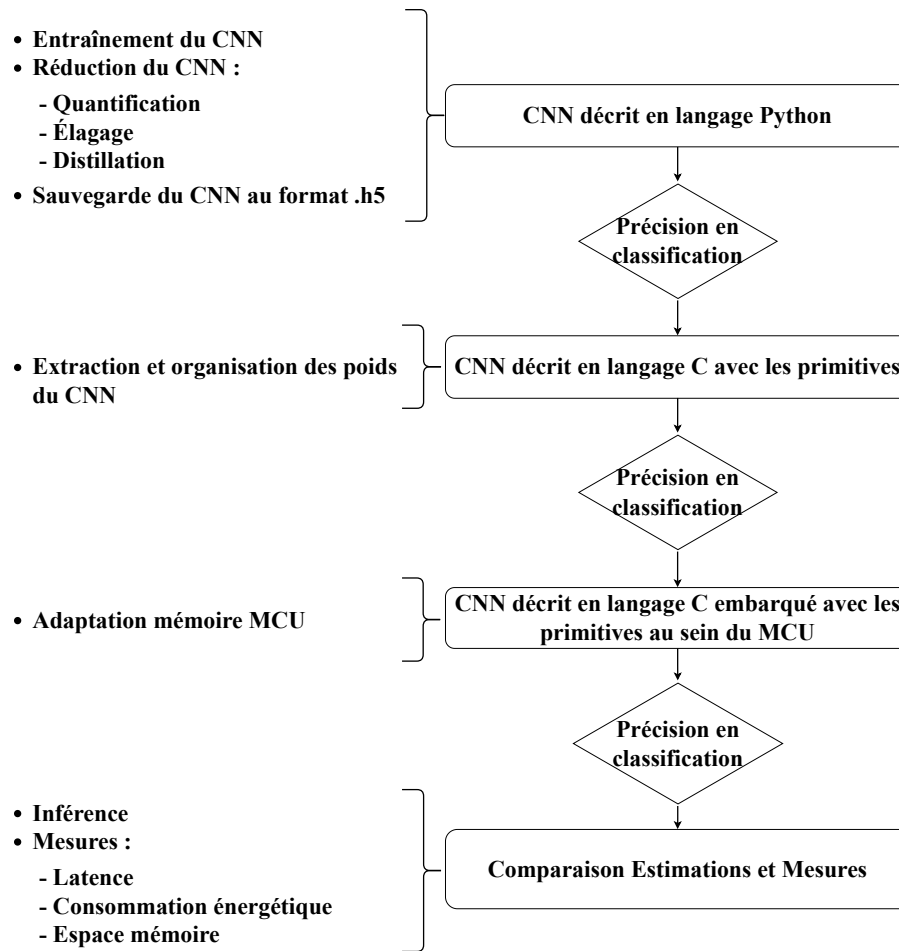 • Entraînement du CNN
• Réduction du CNN :
- Quantification
- Élagage
- Distillation
• Sauvegarde du CNN au format .h5
CNN décrit en langage Python
Précision en
classification
• Extraction et organisation des poids
du CNN
CNN décrit en langage C avec les primitives
Précision en
classification
• Adaptation mémoire MCU
CNN décrit en langage C embarqué avec les
primitives au sein du MCU
Précision en
classification
• Inférence
• Mesures :
- Latence
- Consommation énergétique
- Espace mémoire
Comparaison Estimations et Mesures